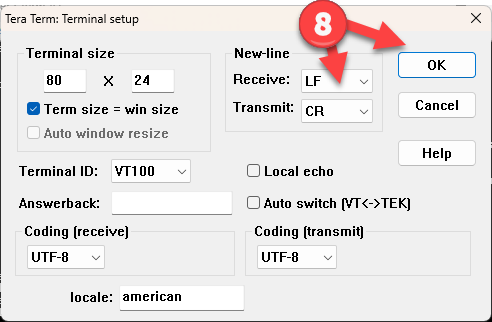 Tera Term: Terminal setup
8
Terminal size
80 X 24
Term size = win size
Auto window resize
New-line
Receive: LF
Transmit: CR
OK
Cancel
Help
Terminal ID: VT100
Local echo
Answerback:
Auto switch (VT<->TEK)
Coding (receive)
UTF-8
Coding (transmit)
UTF-8
locale: american